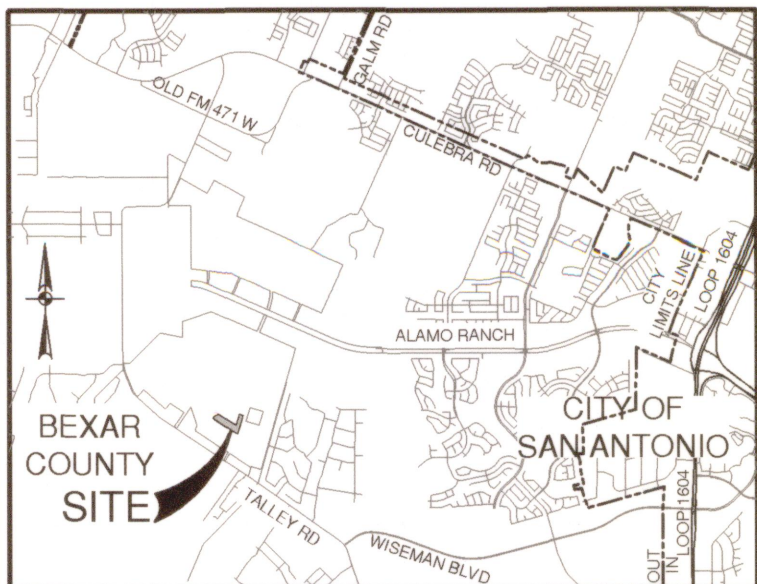 GALM RD
OLD FM 471 W
CULEBRA RD
CITY
LIMITS LINE
LOOP 1604
ALAMO RANCH
BEXAR
COUNTY
SITE
CITY OF
SAN ANTONIO
TALLEY RD
WISEMAN BLVD
OUT
IN
LOOP 1604